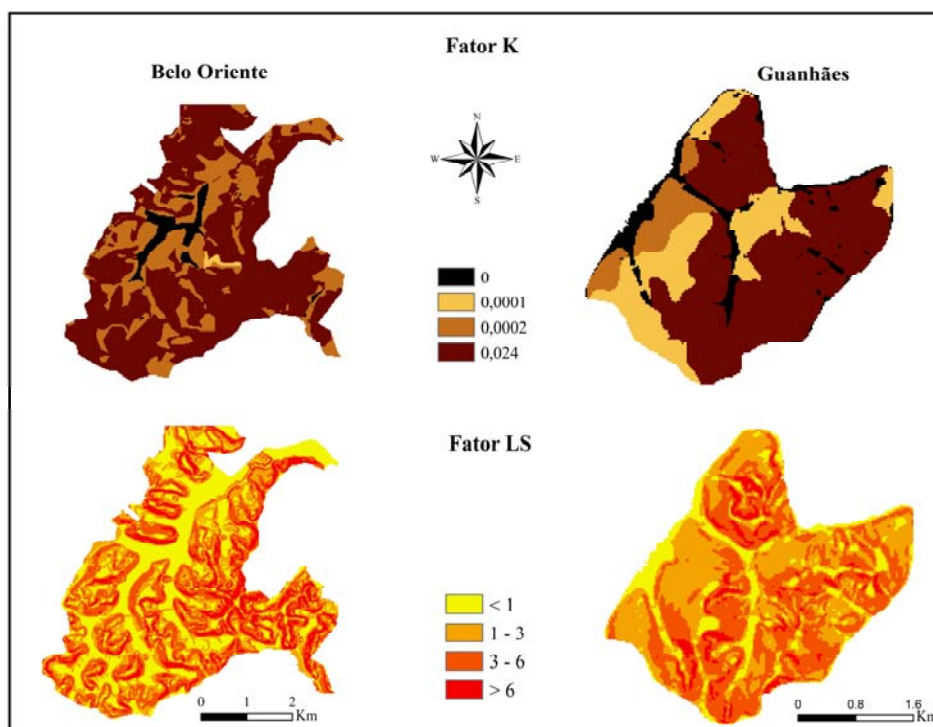 Fator K
Belo Oriente
Guanhães
N
W
E
S
0
0,0001
0,0002
0,024
Fator LS
< 1
1 - 3
3 - 6
> 6
0 1 2
Km
0 0.8 1.6
Km